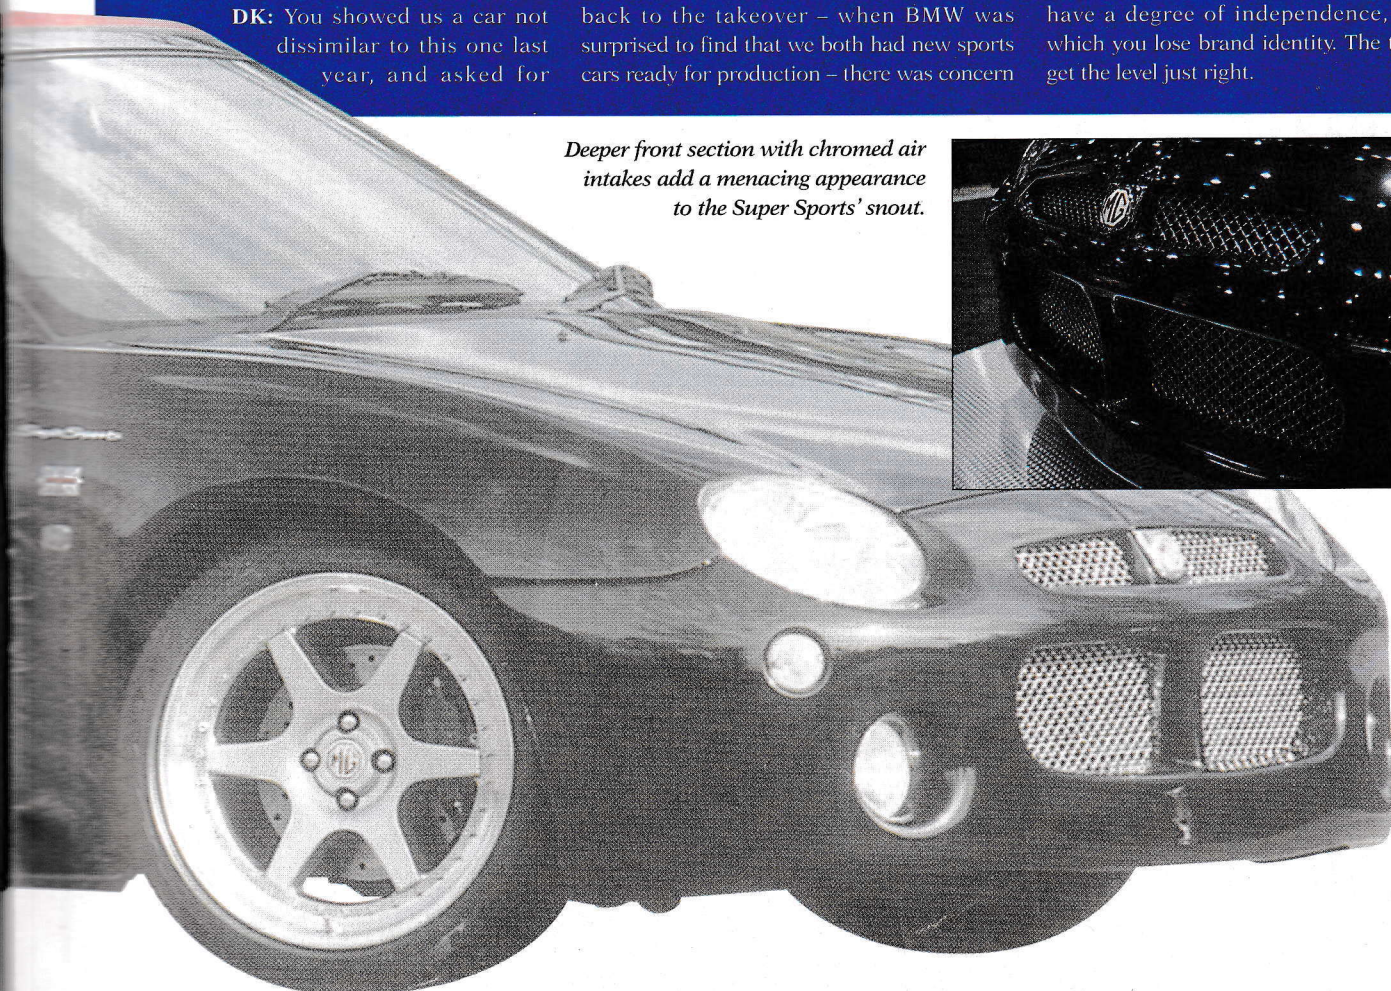 DK: You showed us a car not
dissimilar to this one last
year, and asked for
back to the takeover – when BMW was
surprised to find that we both had new sports
cars ready for production – there was concern
have a degree of independence,
which you lose brand identity. The
get the level just right.
Deeper front section with chromed air
intakes add a menacing appearance
to the Super Sports’ snout.
MG
MG